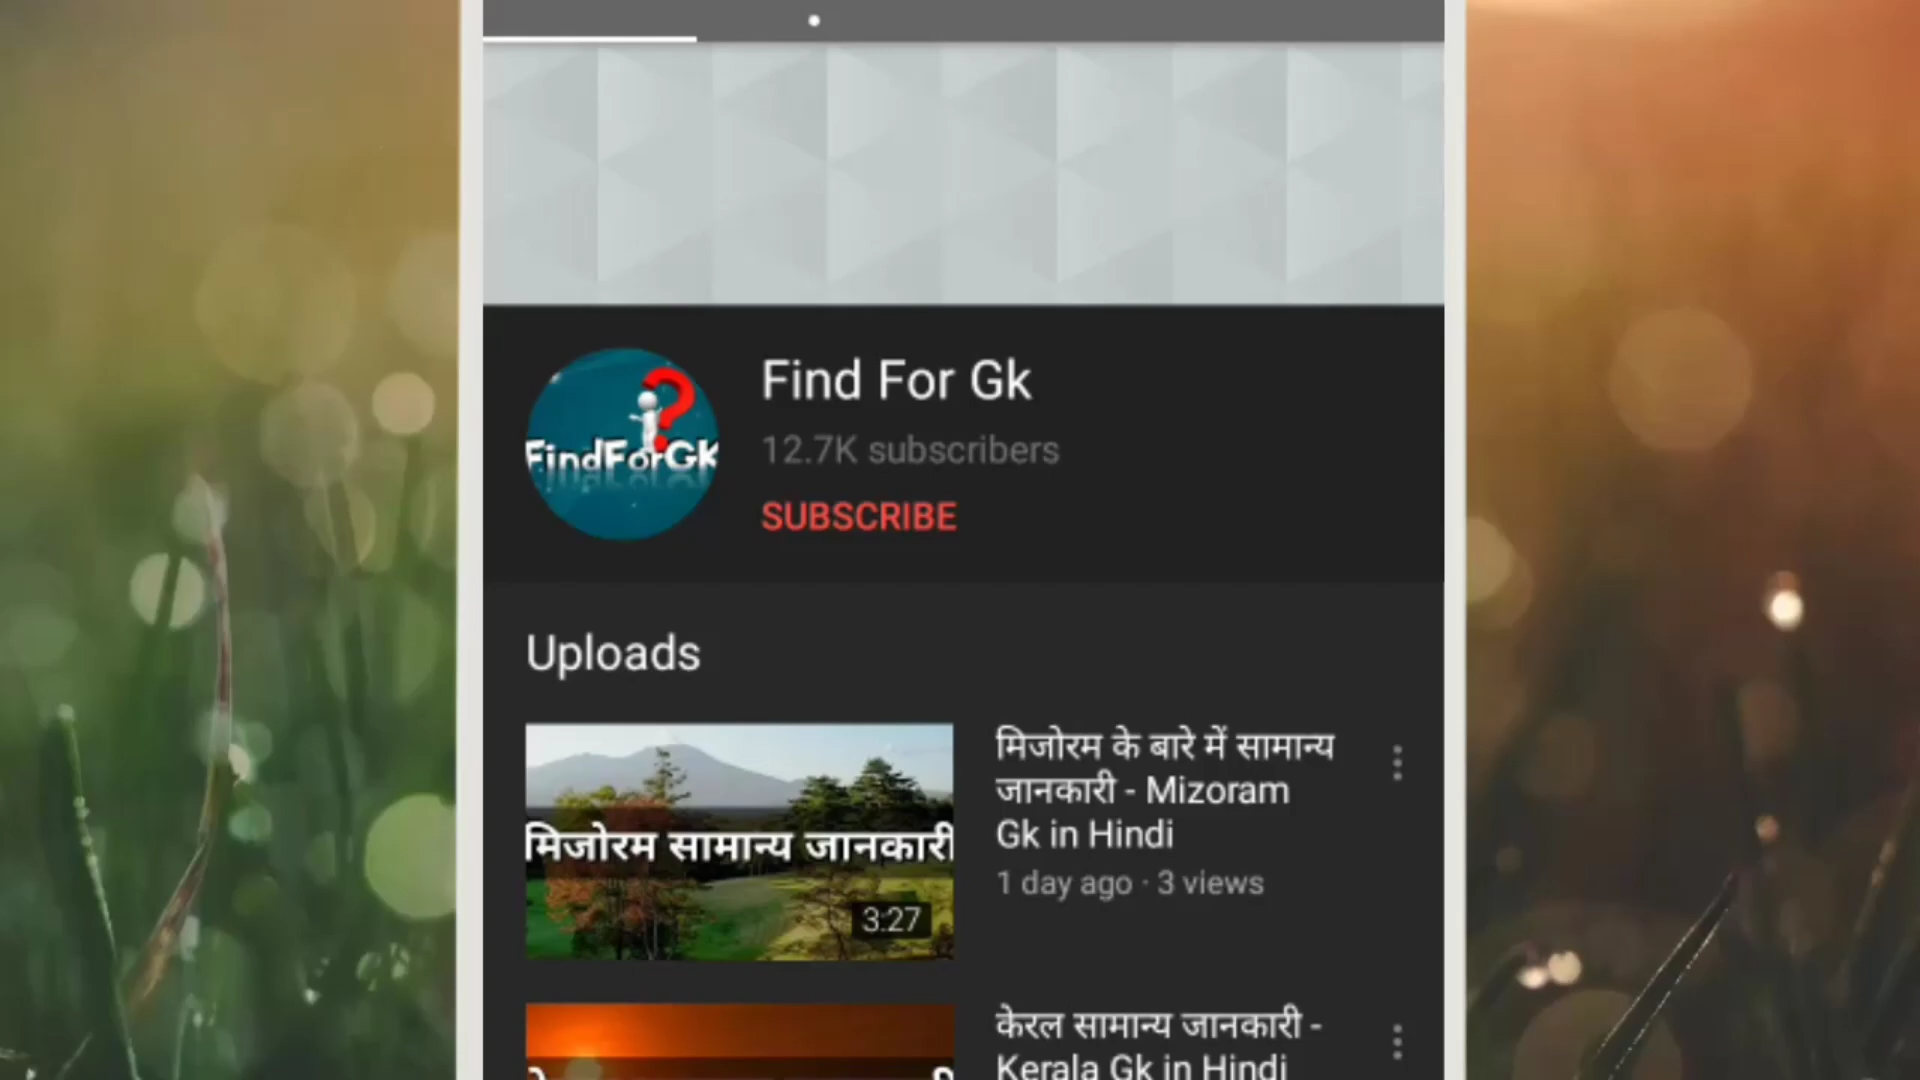 Find For Gk
12.7K subscribers
SUBSCRIBE
FindForGK
Uploads
मिजोरम के बारे में सामान्य
जानकारी - Mizoram
Gk in Hindi
1 day ago · 3 views
मिजोरम सामान्य जानकारी
3:27
केरल सामान्य जानकारी -
Kerala Gk in Hindi